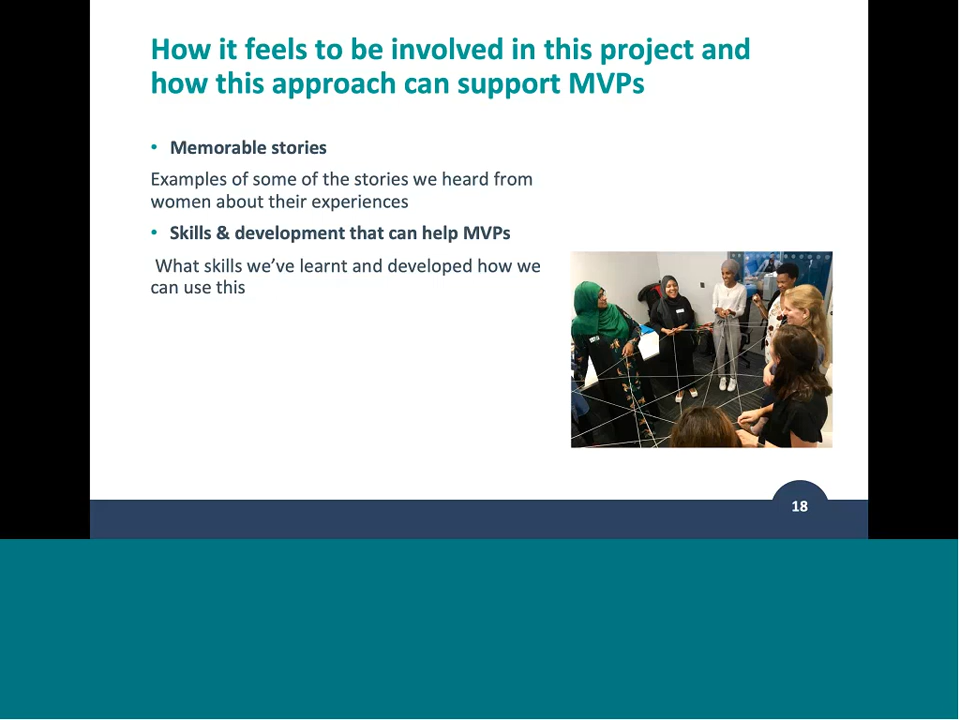 How it feels to be involved in this project and
how this approach can support MVPs
• Memorable stories
Examples of some of the stories we heard from
women about their experiences
• Skills & development that can help MVPs
What skills we’ve learnt and developed how we
can use this
18